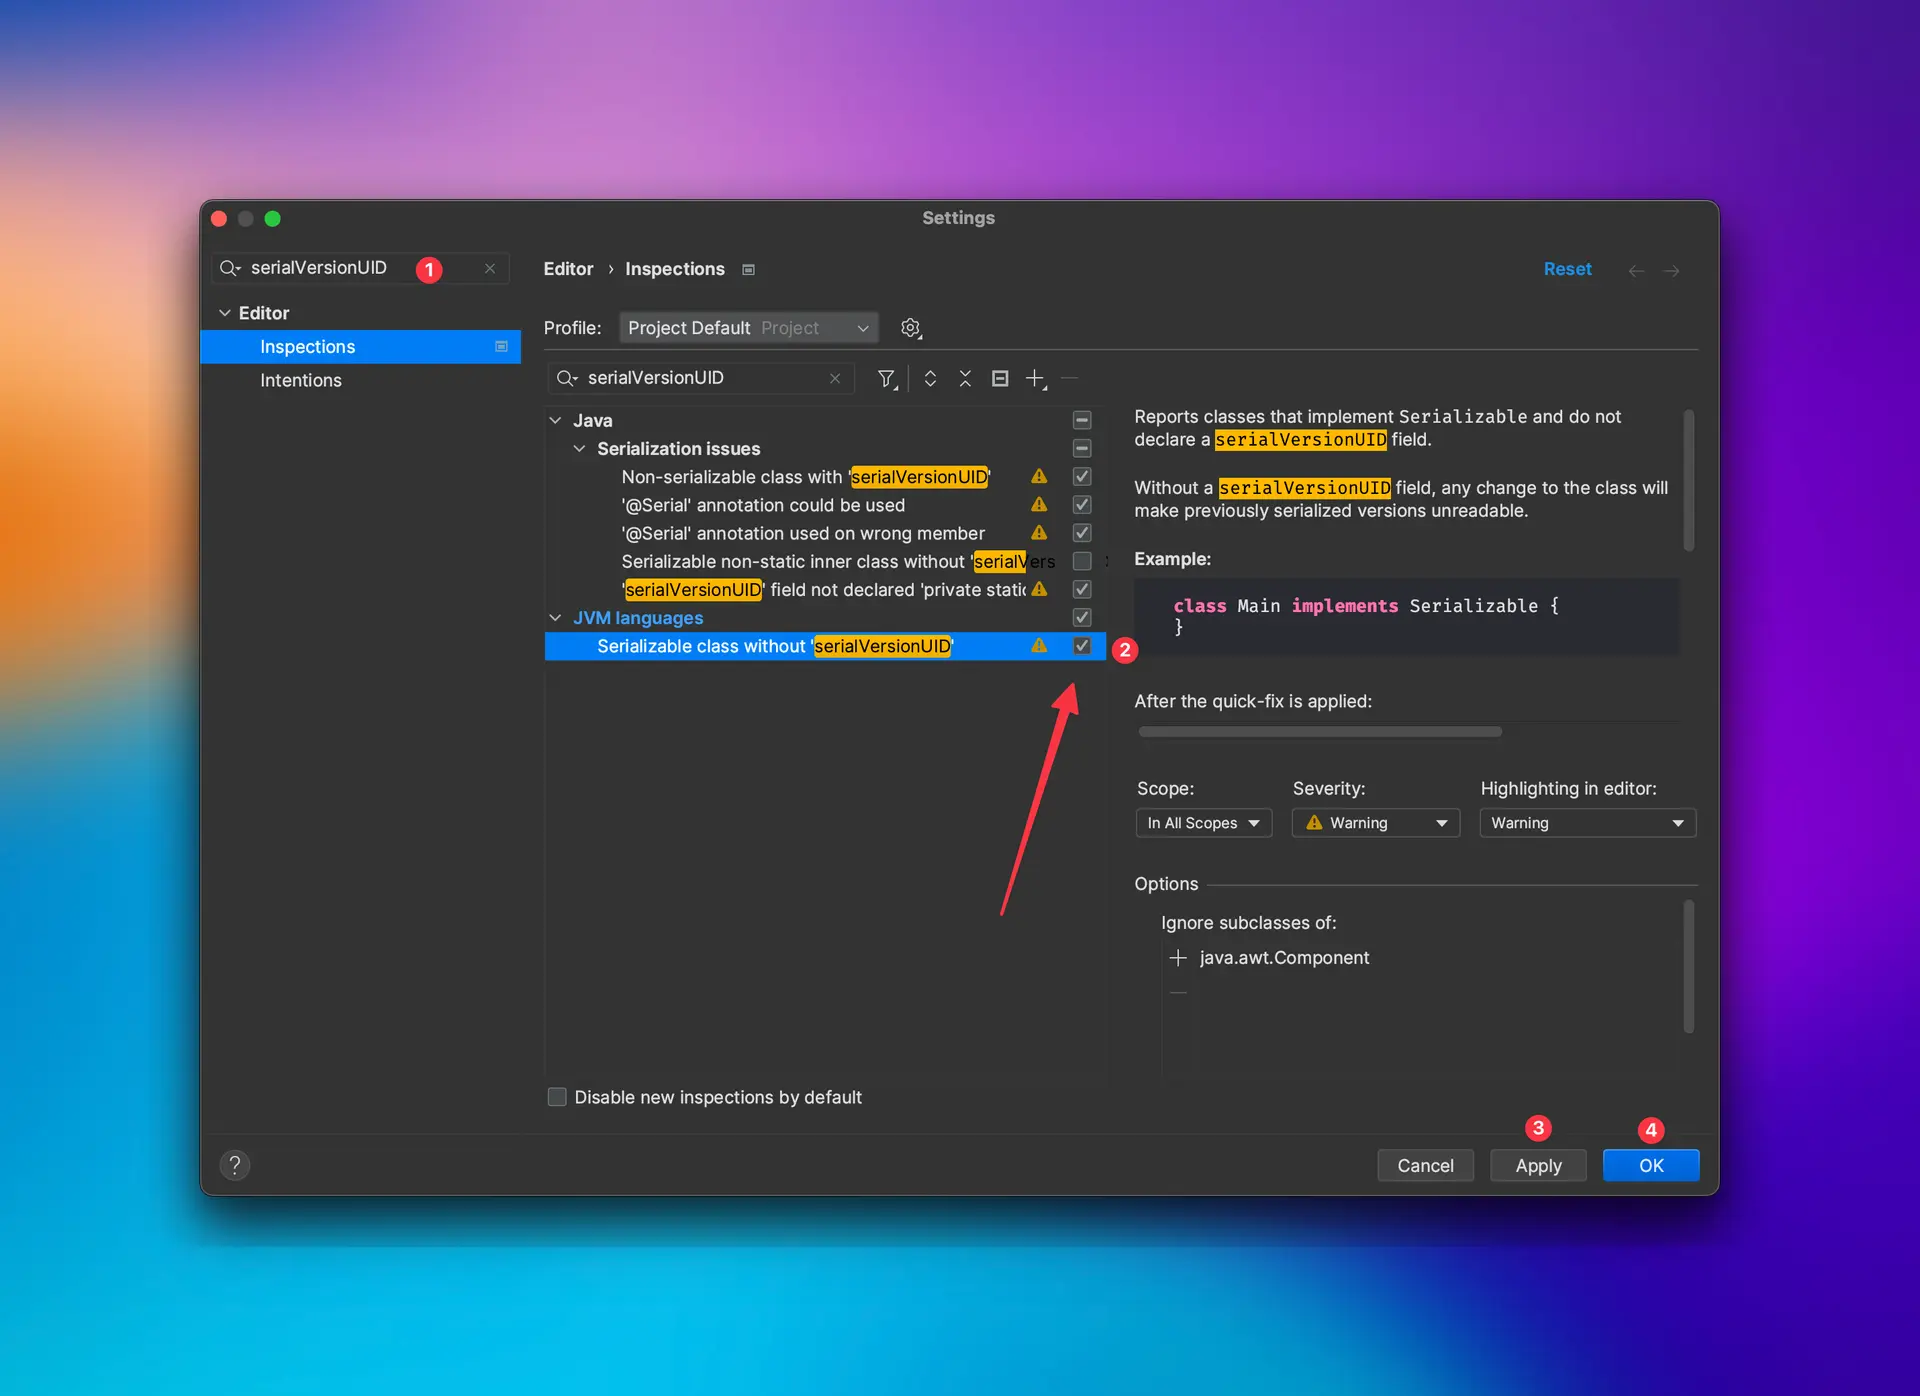 Settings
serialVersionUID
1
Editor
Inspections
Intentions
Editor › Inspections
Reset
Profile:
Project Default Project
serialVersionUID
Java
Serialization issues
Non-serializable class with 'serialVersionUID'
'@Serial' annotation could be used
'@Serial' annotation used on wrong member
Serializable non-static inner class without 'serialVers
'serialVersionUID' field not declared 'private static
JVM languages
Serializable class without 'serialVersionUID'
2
Disable new inspections by default
Reports classes that implement Serializable and do not
declare a serialVersionUID field.
Without a serialVersionUID field, any change to the class will
make previously serialized versions unreadable.
Example:
class Main implements Serializable {
}
After the quick-fix is applied:
Scope:
Severity:
Highlighting in editor:
In All Scopes
Warning
Warning
Options
Ignore subclasses of:
java.awt.Component
3
4
?
Cancel
Apply
OK